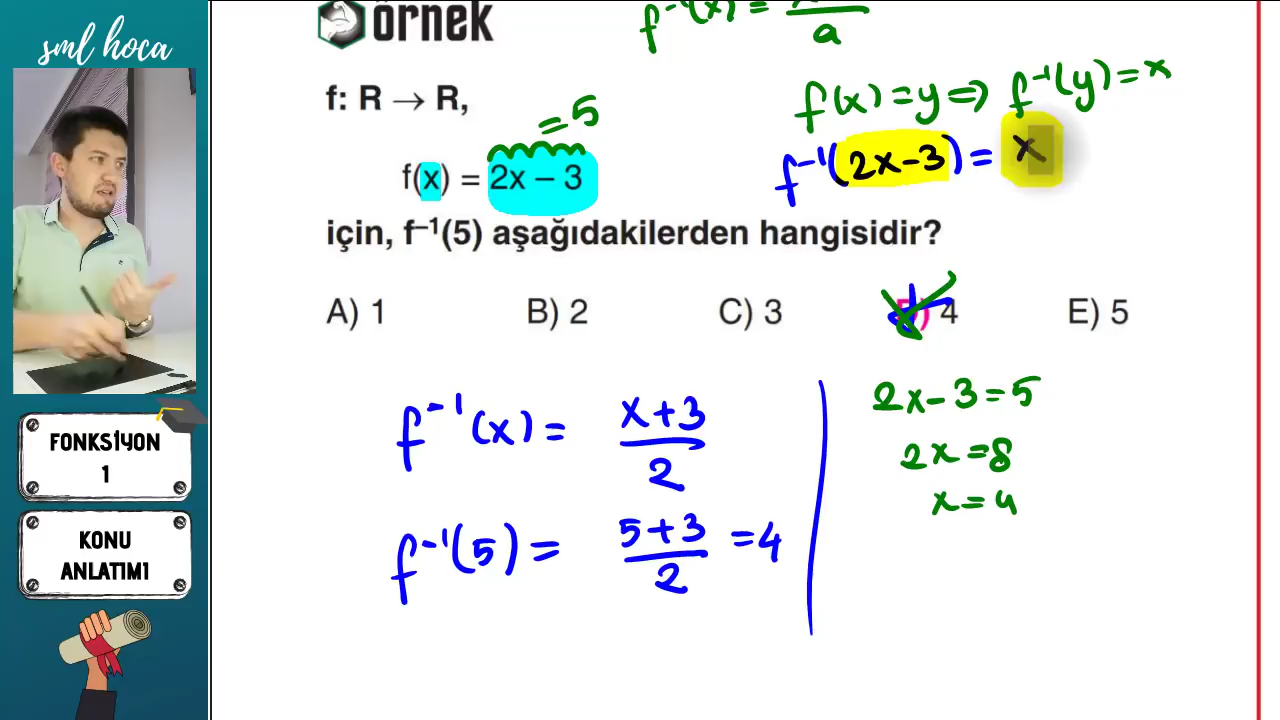 sml hoca
FONKSİYON
1
KONU
ANLATIMI
örnek
f⁻¹(x) =
a
f: R → R,
= 5
f(x) = y ⇒ f⁻¹(y) = x
f(x) = 2x – 3
f⁻¹(2x–3) = x
için, f⁻¹(5) aşağıdakilerden hangisidir?
A) 1 B) 2 C) 3 D) 4 E) 5
f⁻¹(x) = x+3
2
f⁻¹(5) = 5+3 = 4
2
2x – 3 = 5
2x = 8
x = 4